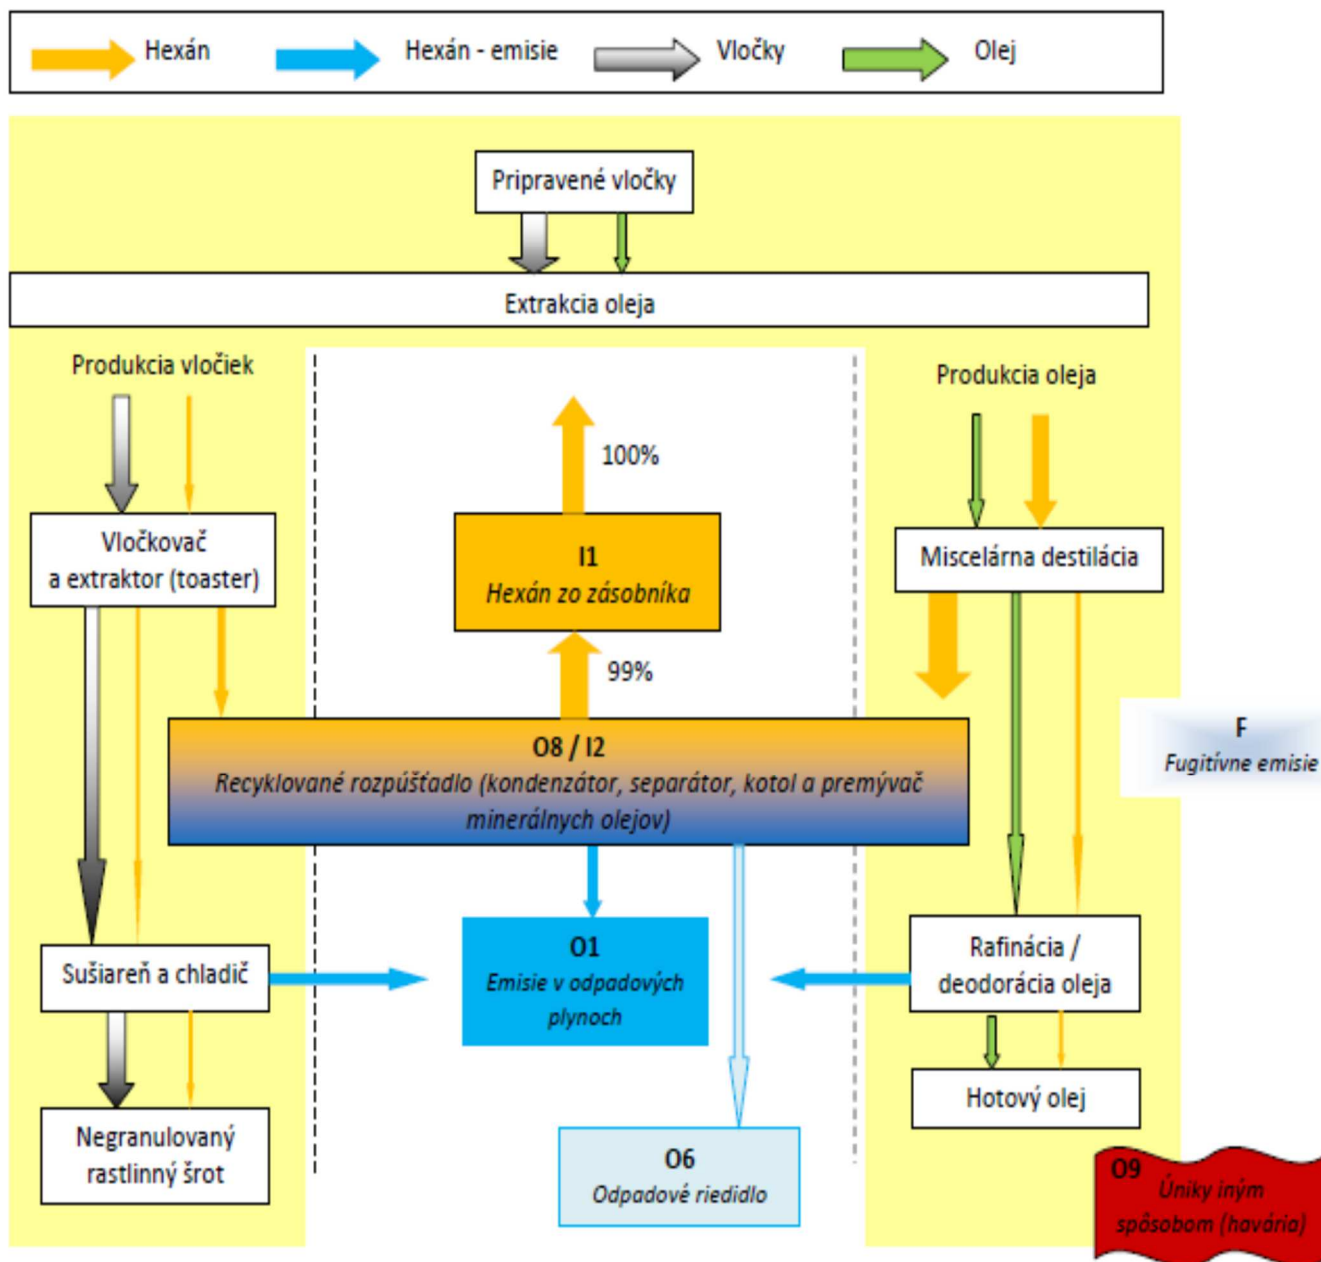 Hexán
Hexán - emisie
Vločky
Olej
Pripravené vločky
Extrakcia oleja
Produkcia vločiek
Produkcia oleja
100%
Vločkovač
a extraktor (toaster)
I1
Hexán zo zásobníka
Miscelárna destilácia
99%
O8 / I2
Recyklované rozpúšťadlo (kondenzátor, separátor, kotol a premývač
minerálnych olejov)
F
Fugitívne emisie
Sušiareň a chladič
O1
Emisie v odpadových
plynoch
Rafinácia /
deodorácia oleja
Hotový olej
Negranulovaný
rastlinný šrot
O6
Odpadové riedidlo
O9
Úniky iným
spôsobom (havária)